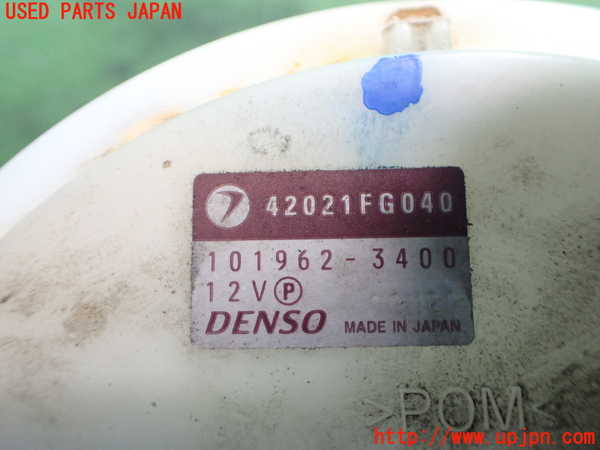 USED PARTS JAPAN
42021FG040
101962-3400
12V Ⓟ
DENSO MADE IN JAPAN
>POM<
http://www.upjpn.com/